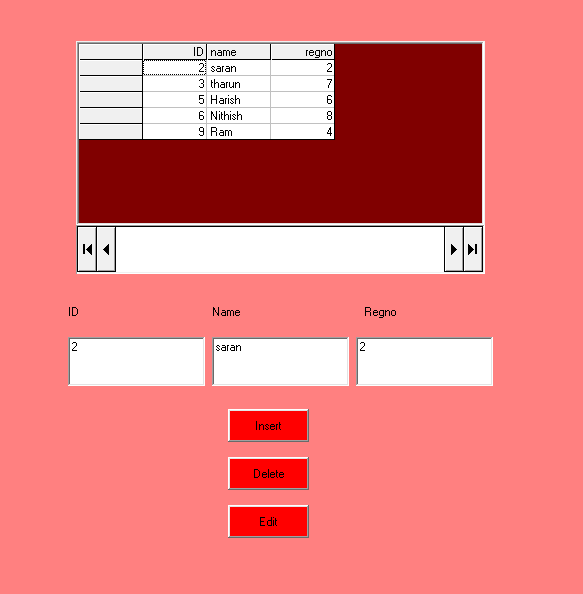 ID name regno
2 saran 2
3 tharun 7
5 Harish 6
6 Nithish 8
9 Ram 4
ID Name Regno
2 saran 2
Insert
Delete
Edit